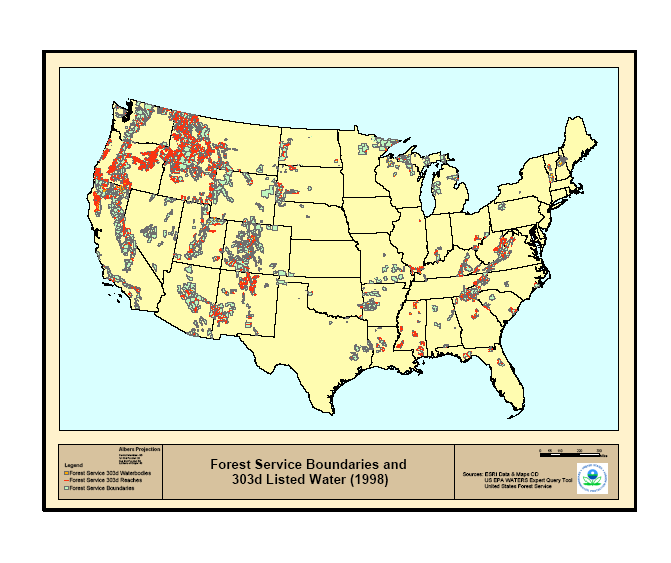 Albers Projection
Legend
Forest Service 303d Waterbodies
Forest Service 303d Reaches
Forest Service Boundaries
Forest Service Boundaries and
303d Listed Water (1998)
Sources: ESRI Data & Maps CD
US EPA WATERS Expert Query Tool
United States Forest Service